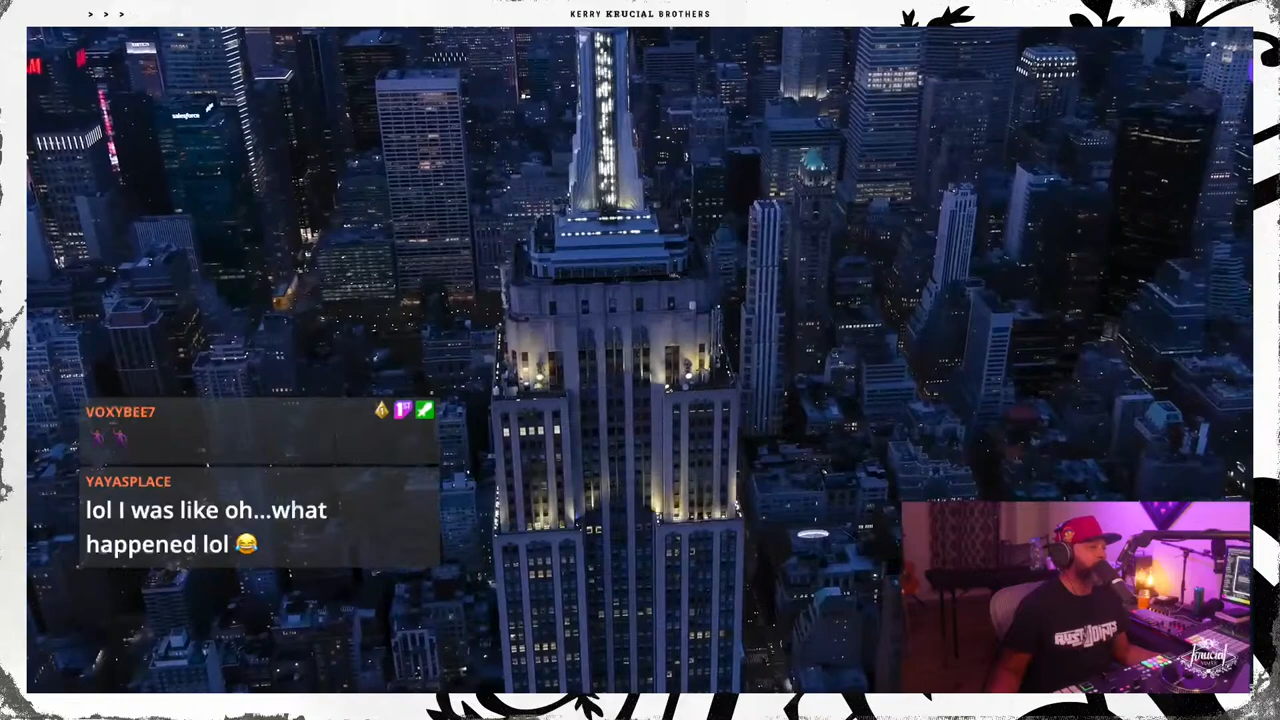 > > >
KERRY KRUCIAL BROTHERS
salesforce
VOXYBEE7
YAYASPLACE
lol I was like oh...what
happened lol 😂
Krucial